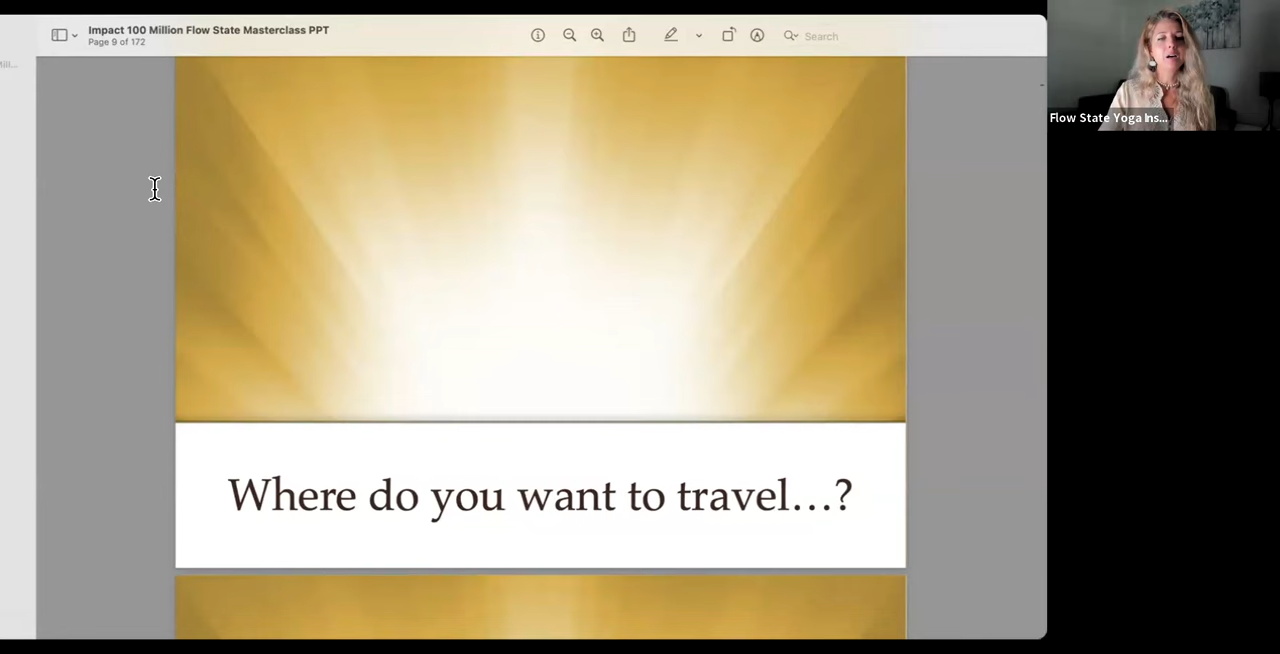 Impact 100 Million Flow State Masterclass PPT
Page 9 of 172
Search
ill...
Flow State Yoga Ins...
Where do you want to travel...?